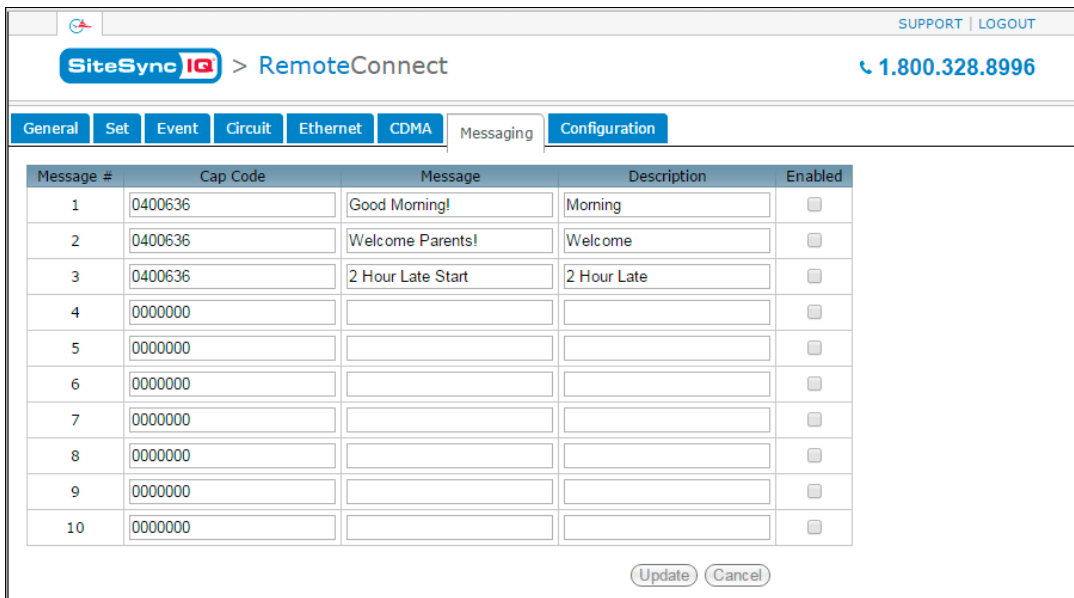 SUPPORT | LOGOUT
SiteSync IQ > RemoteConnect
1.800.328.8996
General Set Event Circuit Ethernet CDMA Messaging Configuration
Message # Cap Code Message Description Enabled
1 0400636 Good Morning! Morning
2 0400636 Welcome Parents! Welcome
3 0400636 2 Hour Late Start 2 Hour Late
4 0000000
5 0000000
6 0000000
7 0000000
8 0000000
9 0000000
10 0000000
Update Cancel